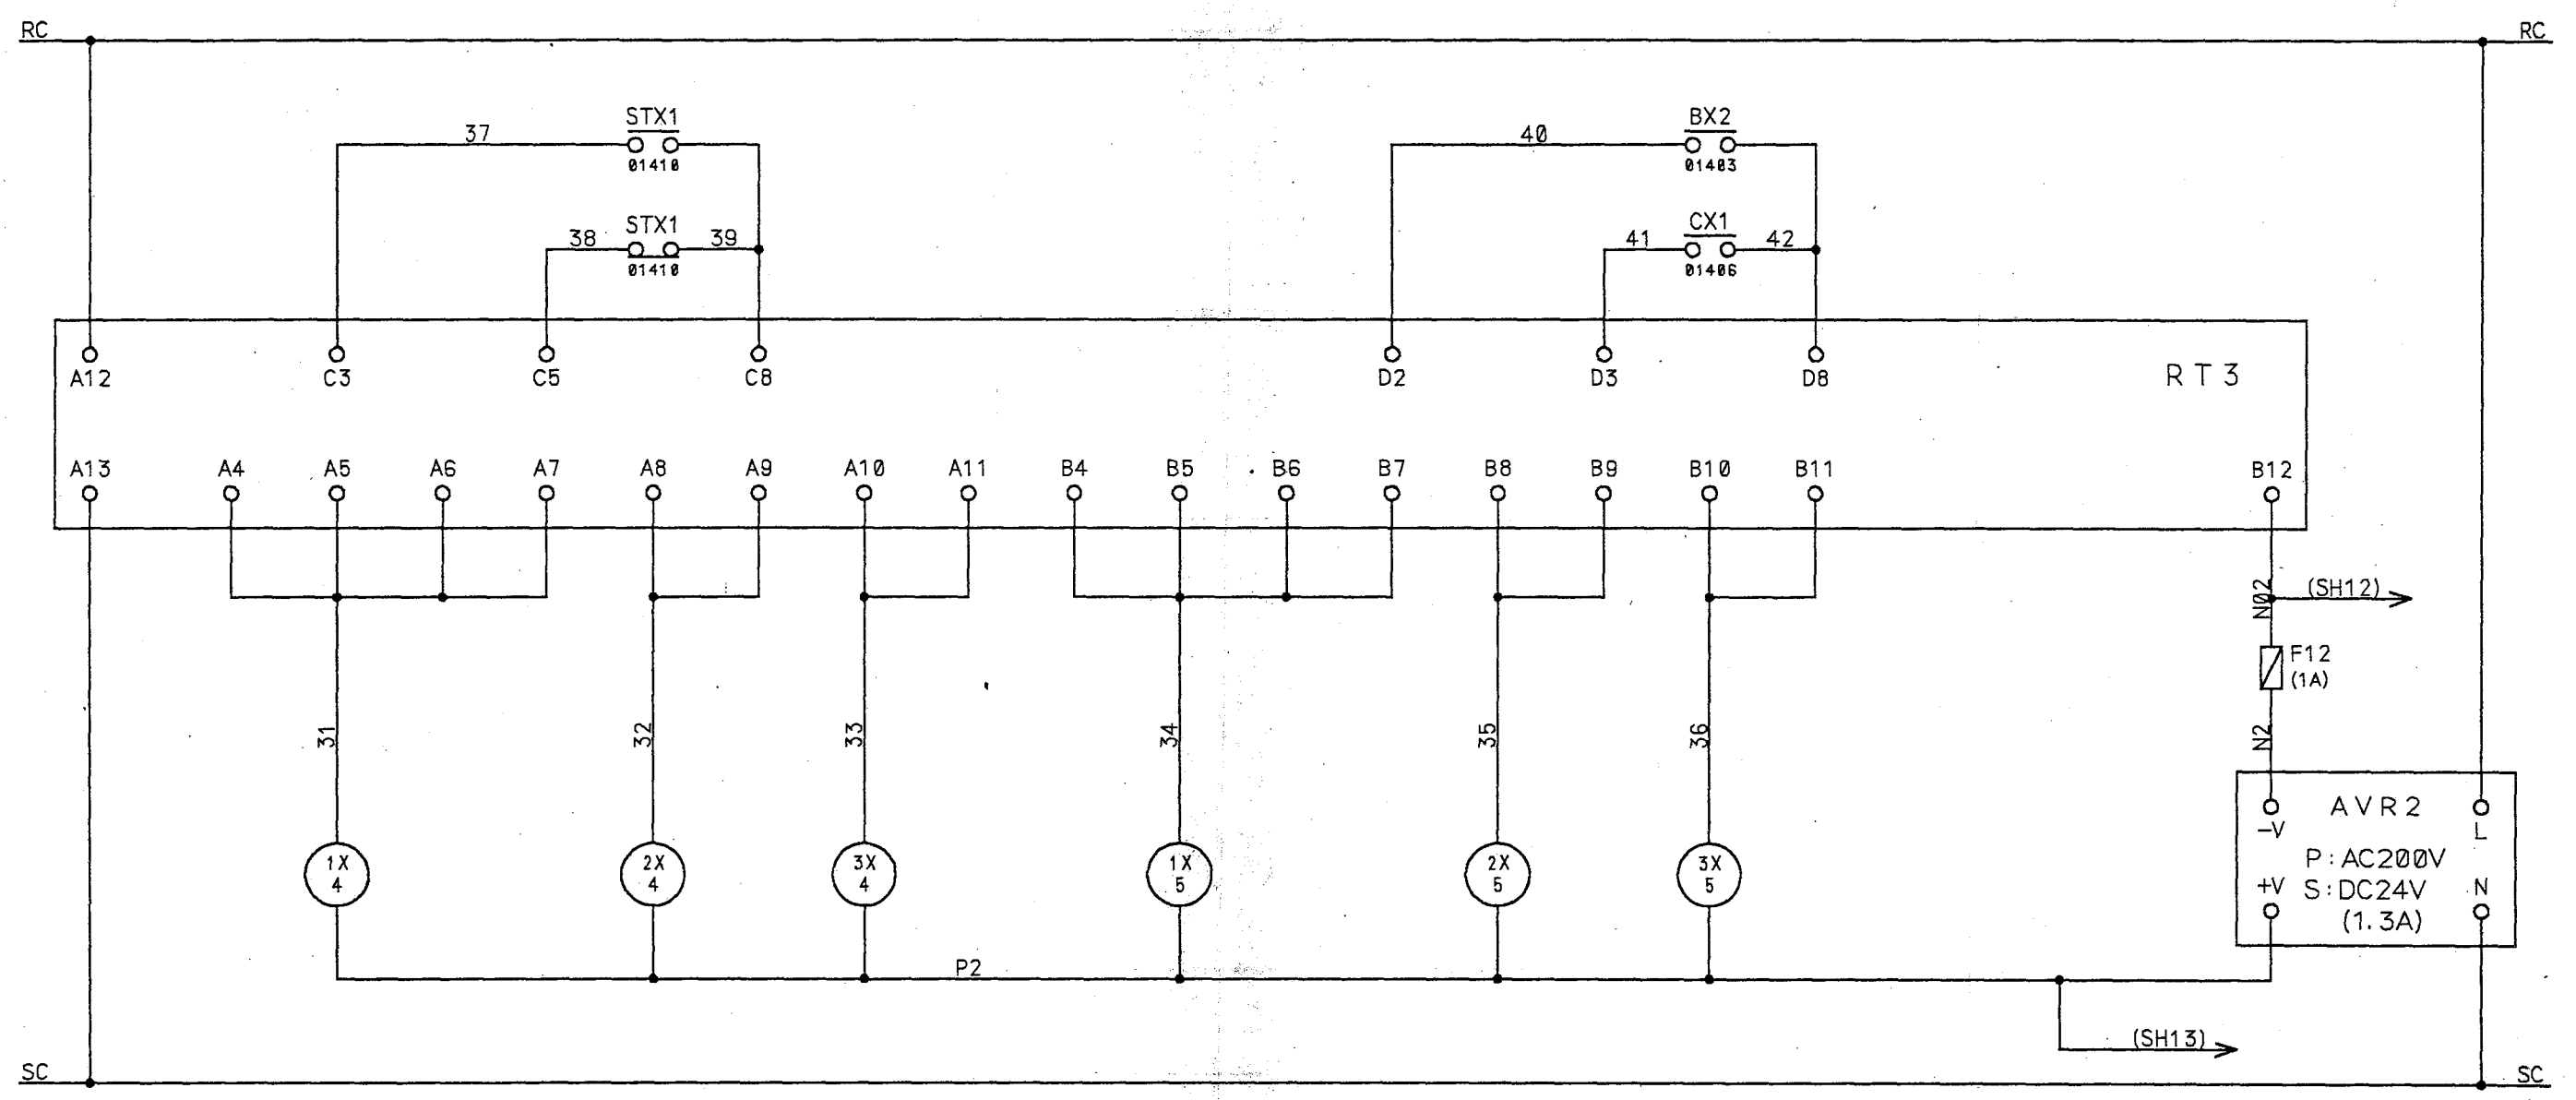 RC
RC
STX1
37
01410
BX2
40
01403
STX1
38
39
01410
CX1
41
42
01406
A12
C3
C5
C8
D2
D3
D8
RT3
A13
A4
A5
A6
A7
A8
A9
A10
A11
B4
B5
B6
B7
B8
B9
B10
B11
B12
N02
(SH12)
F12
(1A)
31
32
33
34
35
36
N2
AVR2
-V
L
P:AC200V
+V
S:DC24V
N
(1.3A)
1X
4
2X
4
3X
4
1X
5
2X
5
3X
5
P2
(SH13)
SC
SC